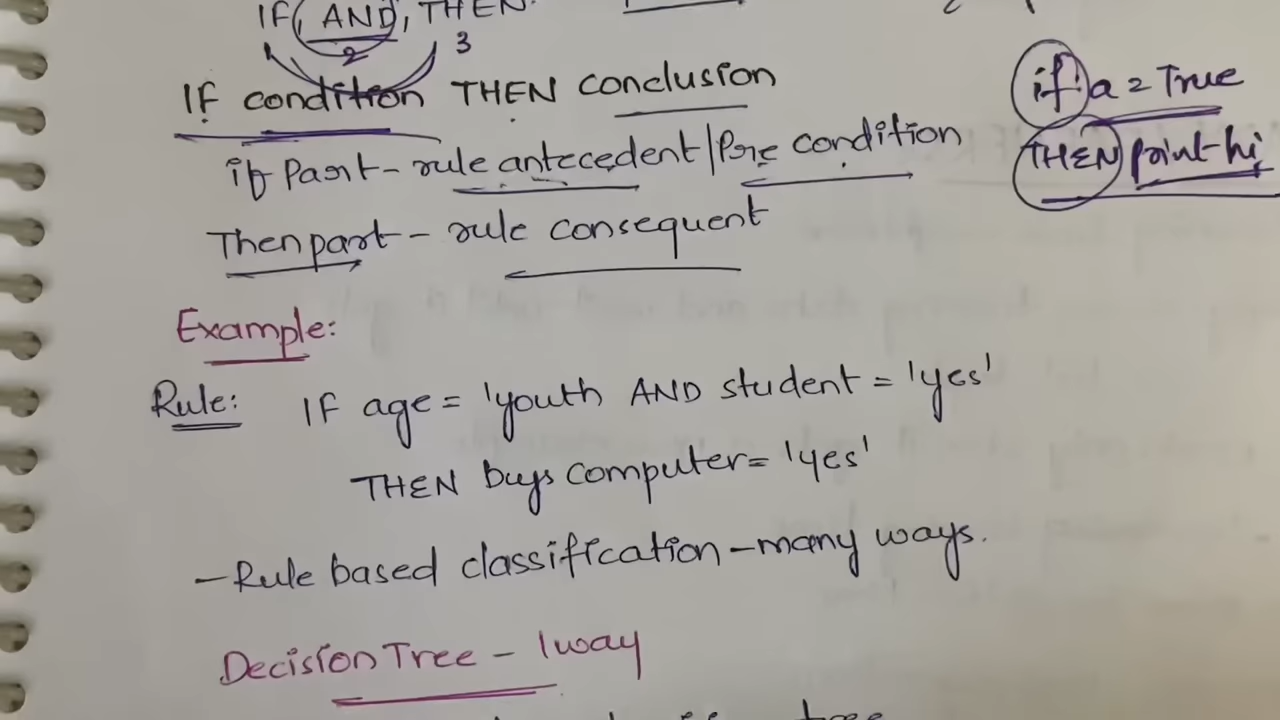 IF, AND, THEN
2 3
IF condition THEN conclusion
if Part - rule antecedent/Pre condition
Then part - rule consequent
if a = True
THEN print hi
Example:
Rule: IF age = 'youth AND student = 'yes'
THEN buys computer = 'yes'
- Rule based classification - many ways.
Decision Tree - 1 way
tree